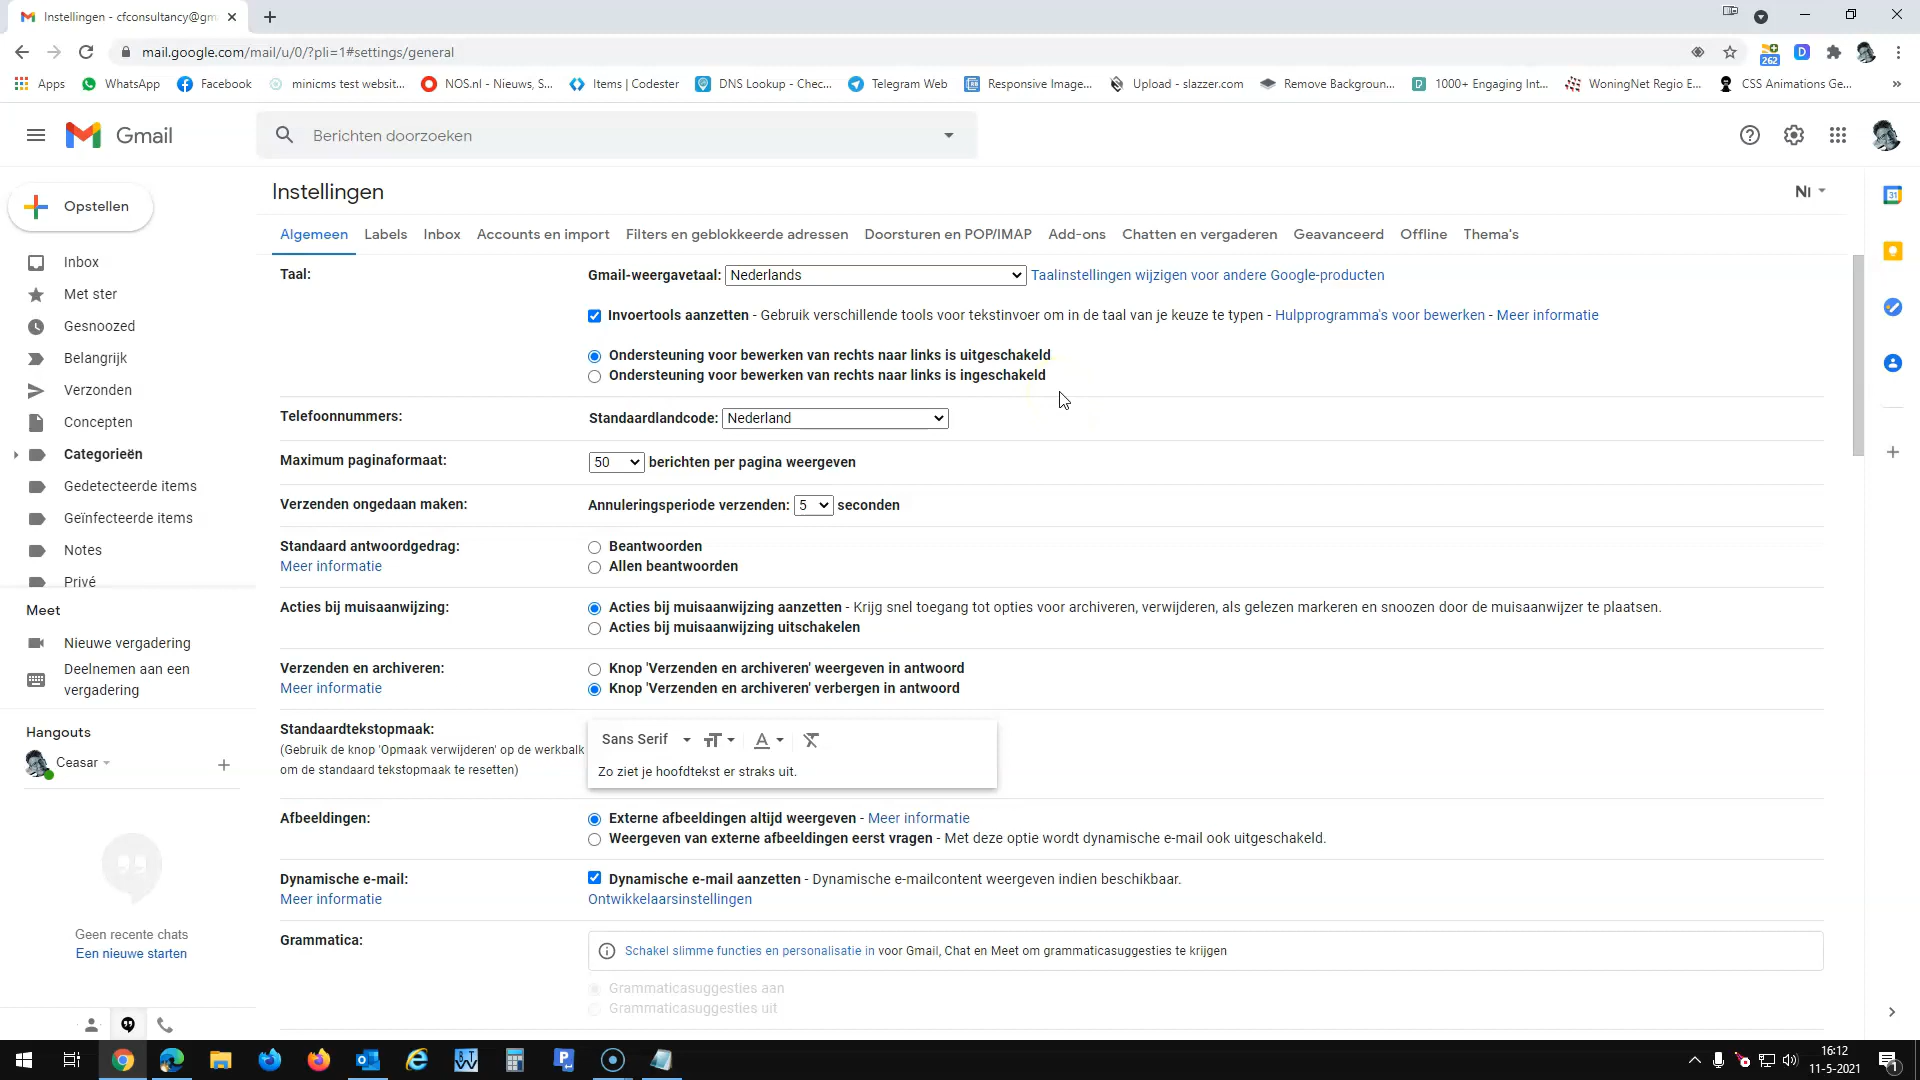 Instellingen - cfconsultancy@gm
mail.google.com/mail/u/0/?pli=1#settings/general
262
Apps
WhatsApp
Facebook
minicms test websit...
NOS.nl - Nieuws, S...
Items | Codester
DNS Lookup - Chec...
Telegram Web
Responsive Image...
Upload - slazzer.com
Remove Backgroun...
1000+ Engaging Int...
WoningNet Regio E...
CSS Animations Ge...
Gmail
Berichten doorzoeken
Opstellen
Inbox
Met ster
Gesnoozed
Belangrijk
Verzonden
Concepten
Categorieën
Gedetecteerde items
Geïnfecteerde items
Notes
Privé
Meet
Nieuwe vergadering
Deelnemen aan een
vergadering
Hangouts
Ceasar
Geen recente chats
Een nieuwe starten
Instellingen
Nl
Algemeen Labels Inbox Accounts en import Filters en geblokkeerde adressen Doorsturen en POP/IMAP Add-ons Chatten en vergaderen Geavanceerd Offline Thema's
Taal:
Gmail-weergavetaal: Nederlands Taalinstellingen wijzigen voor andere Google-producten
Invoertools aanzetten - Gebruik verschillende tools voor tekstinvoer om in de taal van je keuze te typen - Hulpprogramma's voor bewerken - Meer informatie
Ondersteuning voor bewerken van rechts naar links is uitgeschakeld
Ondersteuning voor bewerken van rechts naar links is ingeschakeld
Telefoonnummers:
Standaardlandcode: Nederland
Maximum paginaformaat:
50 berichten per pagina weergeven
Verzenden ongedaan maken:
Annuleringsperiode verzenden: 5 seconden
Standaard antwoordgedrag:
Meer informatie
Beantwoorden
Allen beantwoorden
Acties bij muisaanwijzing:
Acties bij muisaanwijzing aanzetten - Krijg snel toegang tot opties voor archiveren, verwijderen, als gelezen markeren en snoozen door de muisaanwijzer te plaatsen.
Acties bij muisaanwijzing uitschakelen
Verzenden en archiveren:
Meer informatie
Knop 'Verzenden en archiveren' weergeven in antwoord
Knop 'Verzenden en archiveren' verbergen in antwoord
Standaardtekstopmaak:
(Gebruik de knop 'Opmaak verwijderen' op de werkbalk
om de standaard tekstopmaak te resetten)
Sans Serif
Zo ziet je hoofdtekst er straks uit.
Afbeeldingen:
Externe afbeeldingen altijd weergeven - Meer informatie
Weergeven van externe afbeeldingen eerst vragen - Met deze optie wordt dynamische e-mail ook uitgeschakeld.
Dynamische e-mail:
Meer informatie
Dynamische e-mail aanzetten - Dynamische e-mailcontent weergeven indien beschikbaar.
Ontwikkelaarsinstellingen
Grammatica:
Schakel slimme functies en personalisatie in voor Gmail, Chat en Meet om grammaticasuggesties te krijgen
Grammaticasuggesties aan
Grammaticasuggesties uit
31
16:12
11-5-2021
1